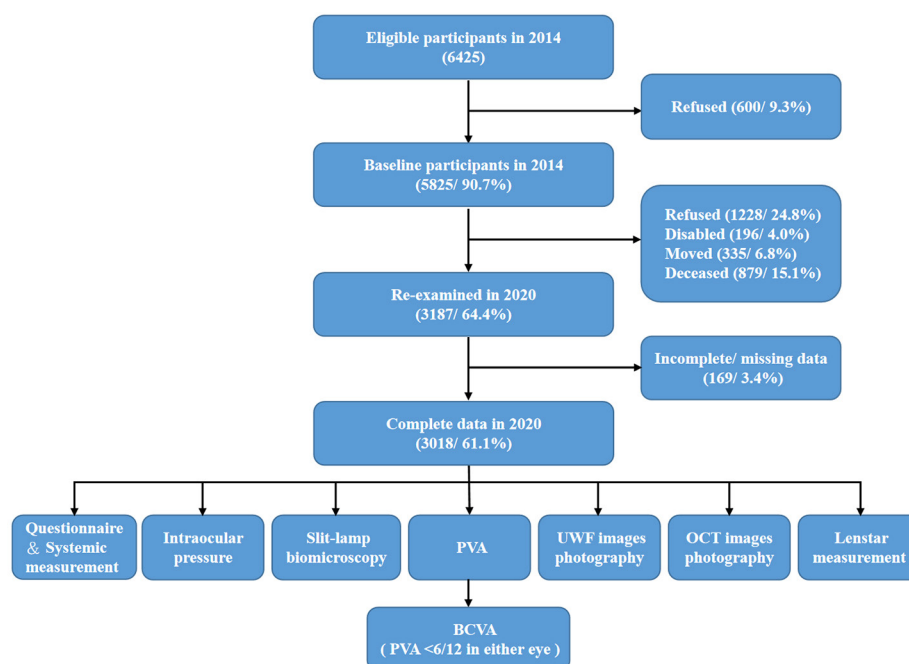 Eligible participants in 2014
(6425)
Refused (600/ 9.3%)
Baseline participants in 2014
(5825/ 90.7%)
Refused (1228/ 24.8%)
Disabled (196/ 4.0%)
Moved (335/ 6.8%)
Deceased (879/ 15.1%)
Re-examined in 2020
(3187/ 64.4%)
Incomplete/ missing data
(169/ 3.4%)
Complete data in 2020
(3018/ 61.1%)
Questionnaire
& Systemic
measurement
Intraocular
pressure
Slit-lamp
biomicroscopy
PVA
UWF images
photography
OCT images
photography
Lenstar
measurement
BCVA
( PVA <6/12 in either eye )